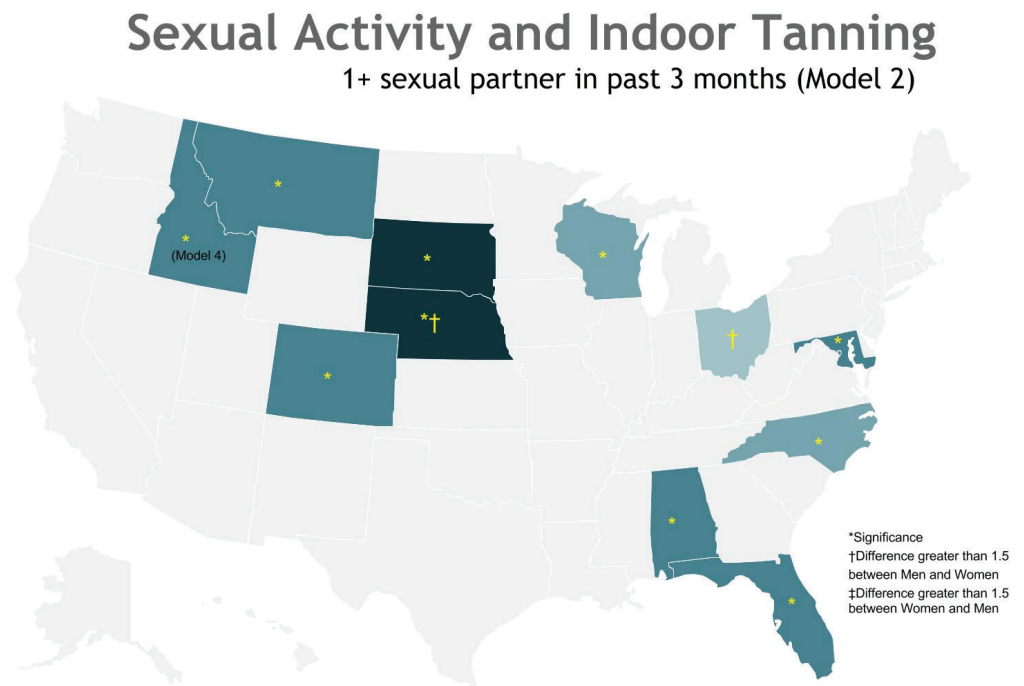 Sexual Activity and Indoor Tanning
1+ sexual partner in past 3 months (Model 2)
*
*
(Model 4)
*
*†
*
*
†
*
*
*
*
*Significance
†Difference greater than 1.5
between Men and Women
‡Difference greater than 1.5
between Women and Men